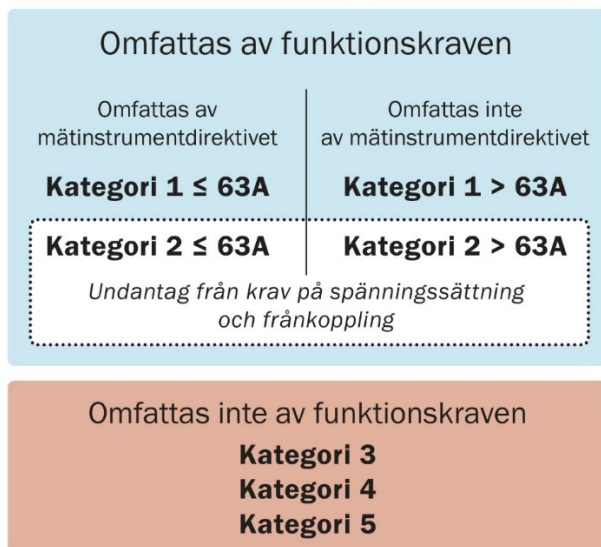 Omfattas av funktionskraven
Omfattas av
mätinstrumentdirektivet
Kategori 1 ≤ 63A
Omfattas inte
av mätinstrumentdirektivet
Kategori 1 > 63A
Kategori 2 ≤ 63A
Kategori 2 > 63A
Undantag från krav på spänningssättning
och frånkoppling
Omfattas inte av funktionskraven
Kategori 3
Kategori 4
Kategori 5